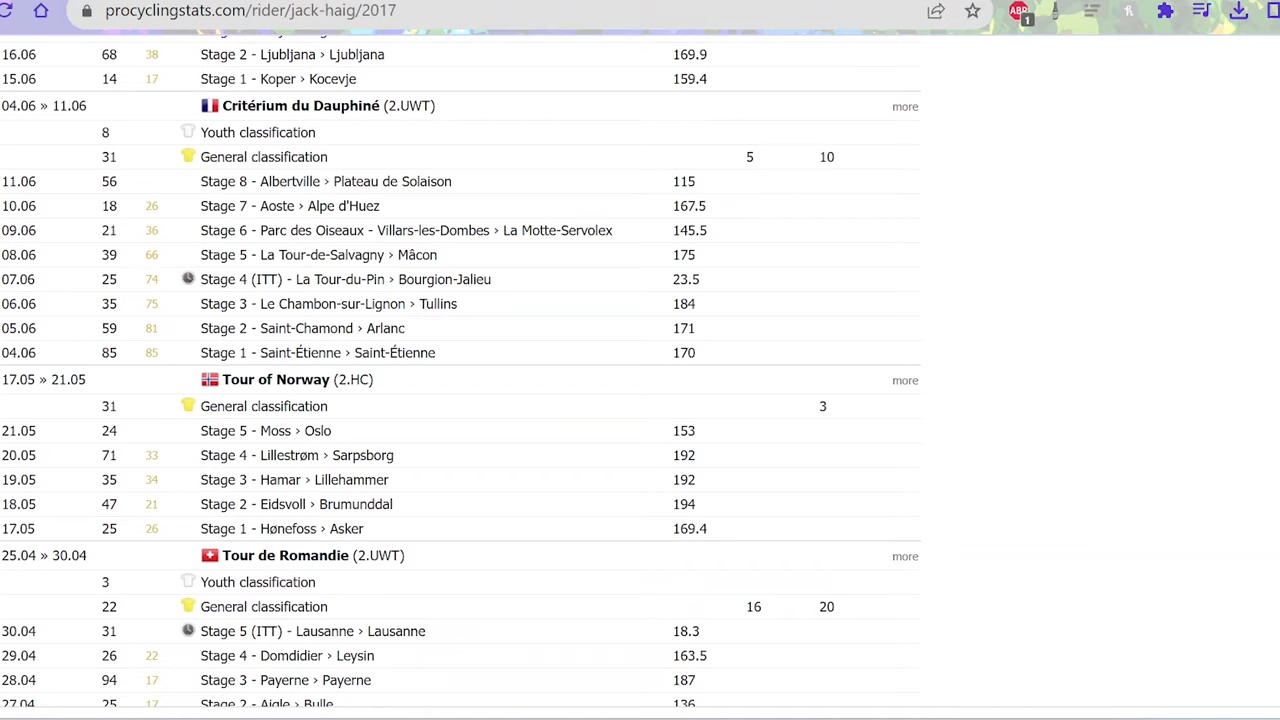 procyclingstats.com/rider/jack-haig/2017
ABP
1
16.06 68 38 Stage 2 - Ljubljana › Ljubljana 169.9
15.06 14 17 Stage 1 - Koper › Kocevje 159.4
04.06 » 11.06 Critérium du Dauphiné (2.UWT) more
8 Youth classification
31 General classification 5 10
11.06 56 Stage 8 - Albertville › Plateau de Solaison 115
10.06 18 26 Stage 7 - Aoste › Alpe d'Huez 167.5
09.06 21 36 Stage 6 - Parc des Oiseaux - Villars-les-Dombes › La Motte-Servolex 145.5
08.06 39 66 Stage 5 - La Tour-de-Salvagny › Mâcon 175
07.06 25 74 Stage 4 (ITT) - La Tour-du-Pin › Bourgion-Jalieu 23.5
06.06 35 75 Stage 3 - Le Chambon-sur-Lignon › Tullins 184
05.06 59 81 Stage 2 - Saint-Chamond › Arlanc 171
04.06 85 85 Stage 1 - Saint-Étienne › Saint-Étienne 170
17.05 » 21.05 Tour of Norway (2.HC) more
31 General classification 3
21.05 24 Stage 5 - Moss › Oslo 153
20.05 71 33 Stage 4 - Lillestrøm › Sarpsborg 192
19.05 35 34 Stage 3 - Hamar › Lillehammer 192
18.05 47 21 Stage 2 - Eidsvoll › Brumunddal 194
17.05 25 26 Stage 1 - Hønefoss › Asker 169.4
25.04 » 30.04 Tour de Romandie (2.UWT) more
3 Youth classification
22 General classification 16 20
30.04 31 Stage 5 (ITT) - Lausanne › Lausanne 18.3
29.04 26 22 Stage 4 - Domdidier › Leysin 163.5
28.04 94 17 Stage 3 - Payerne › Payerne 187
27.04 25 17 Stage 2 - Aigle › Bulle 136